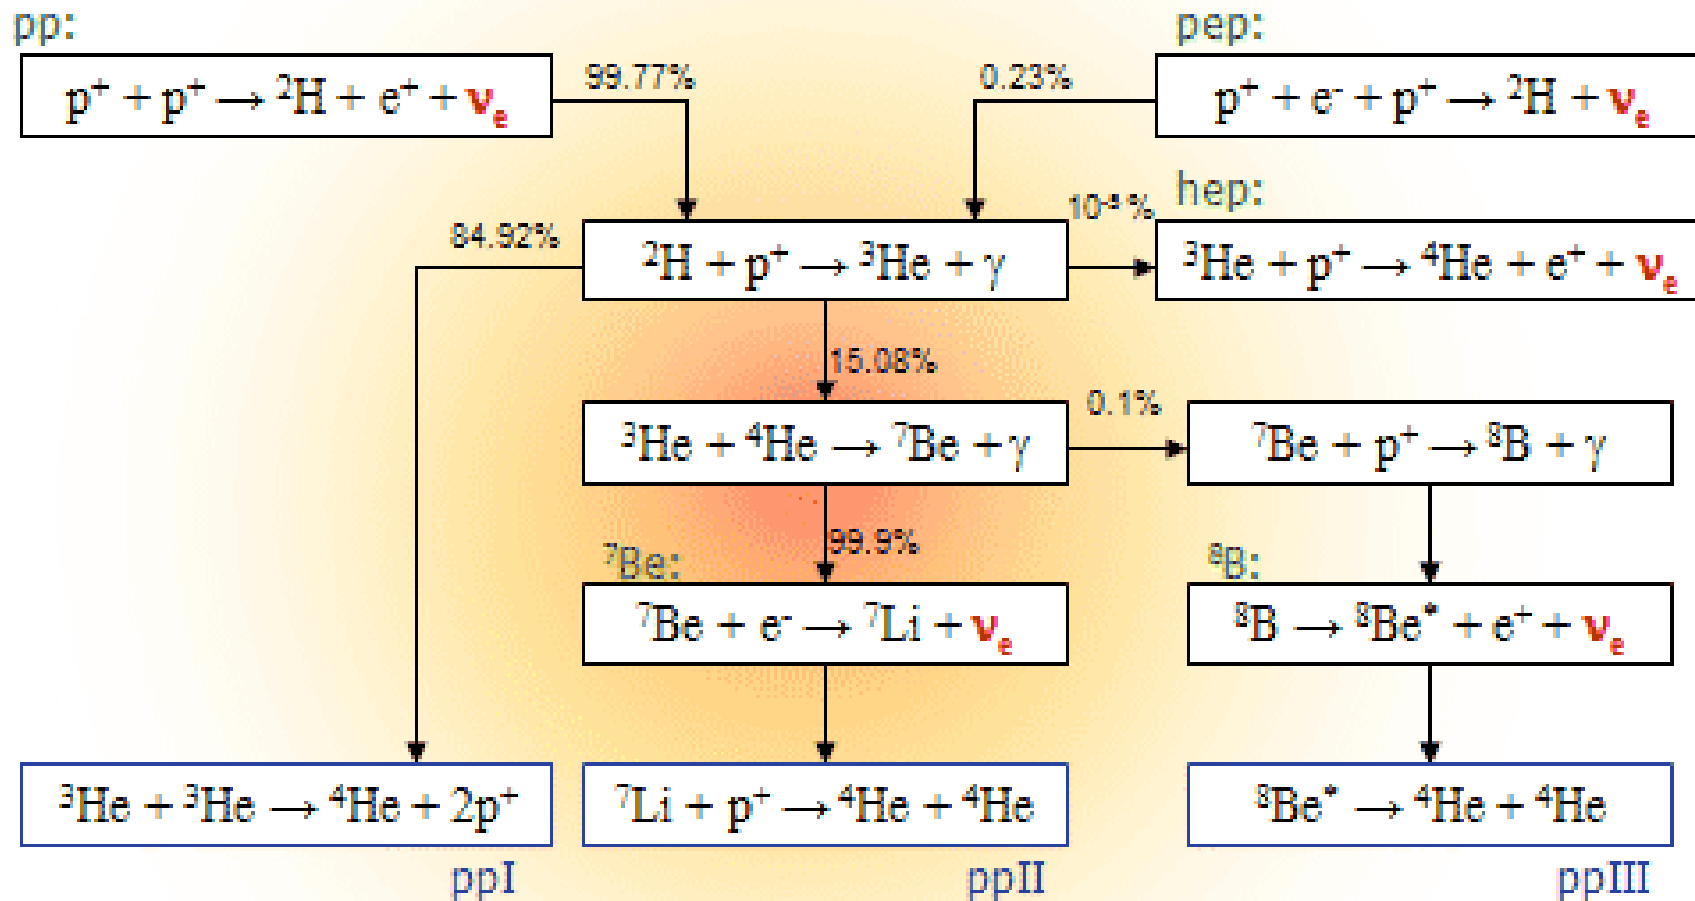 pp:
p⁺ + p⁺ → ²H + e⁺ + νₑ
99.77%
0.23%
pep:
p⁺ + e⁻ + p⁺ → ²H + νₑ
84.92%
²H + p⁺ → ³He + γ
%
hep:
³He + p⁺ → ⁴He + e⁺ + νₑ
15.08%
³He + ⁴He → ⁷Be + γ
0.1%
⁷Be + p⁺ → ⁸B + γ
99.9%
⁷Be:
⁷Be + e⁻ → ⁷Li + νₑ
⁸B:
⁸B → ⁸Be* + e⁺ + νₑ
³He + ³He → ⁴He + 2p⁺
ppI
⁷Li + p⁺ → ⁴He + ⁴He
ppII
⁸Be* → ⁴He + ⁴He
ppIII